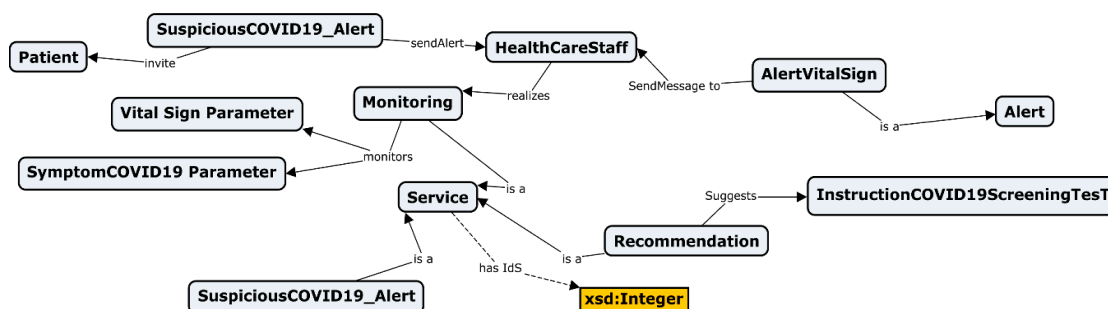 SuspiciousCOVID19_Alert
sendAlert
HealthCareStaff
Patient
invite
SendMessage to
AlertVitalSign
realizes
Monitoring
Vital Sign Parameter
is a
Alert
monitors
SymptomCOVID19 Parameter
is a
Service
Suggests
InstructionCOVID19ScreeningTesT
Recommendation
is a
has IdS
is a
SuspiciousCOVID19_Alert
xsd:Integer